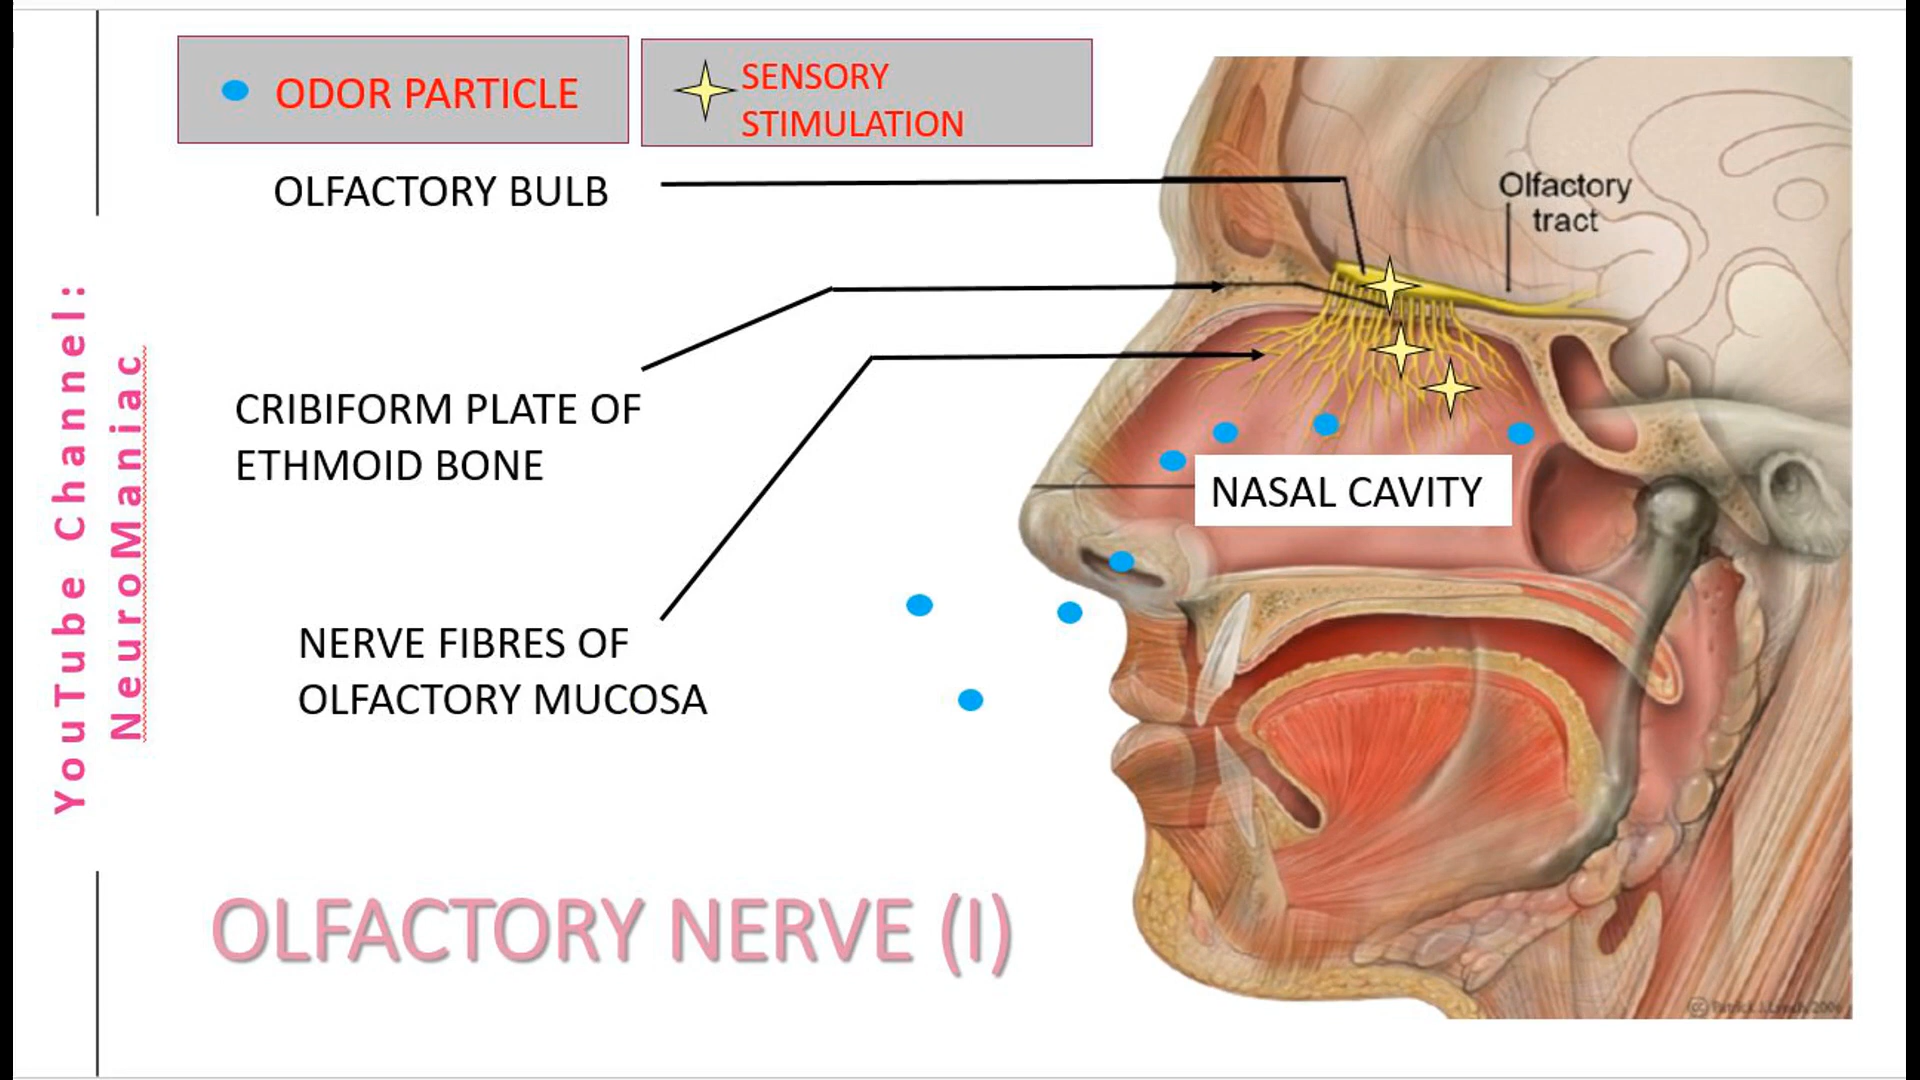 ODOR PARTICLE
SENSORY
STIMULATION
OLFACTORY BULB
Olfactory
tract
CRIBIFORM PLATE OF
ETHMOID BONE
NASAL CAVITY
NERVE FIBRES OF
OLFACTORY MUCOSA
YouTube Channel:
NeuroManiac
OLFACTORY NERVE (I)